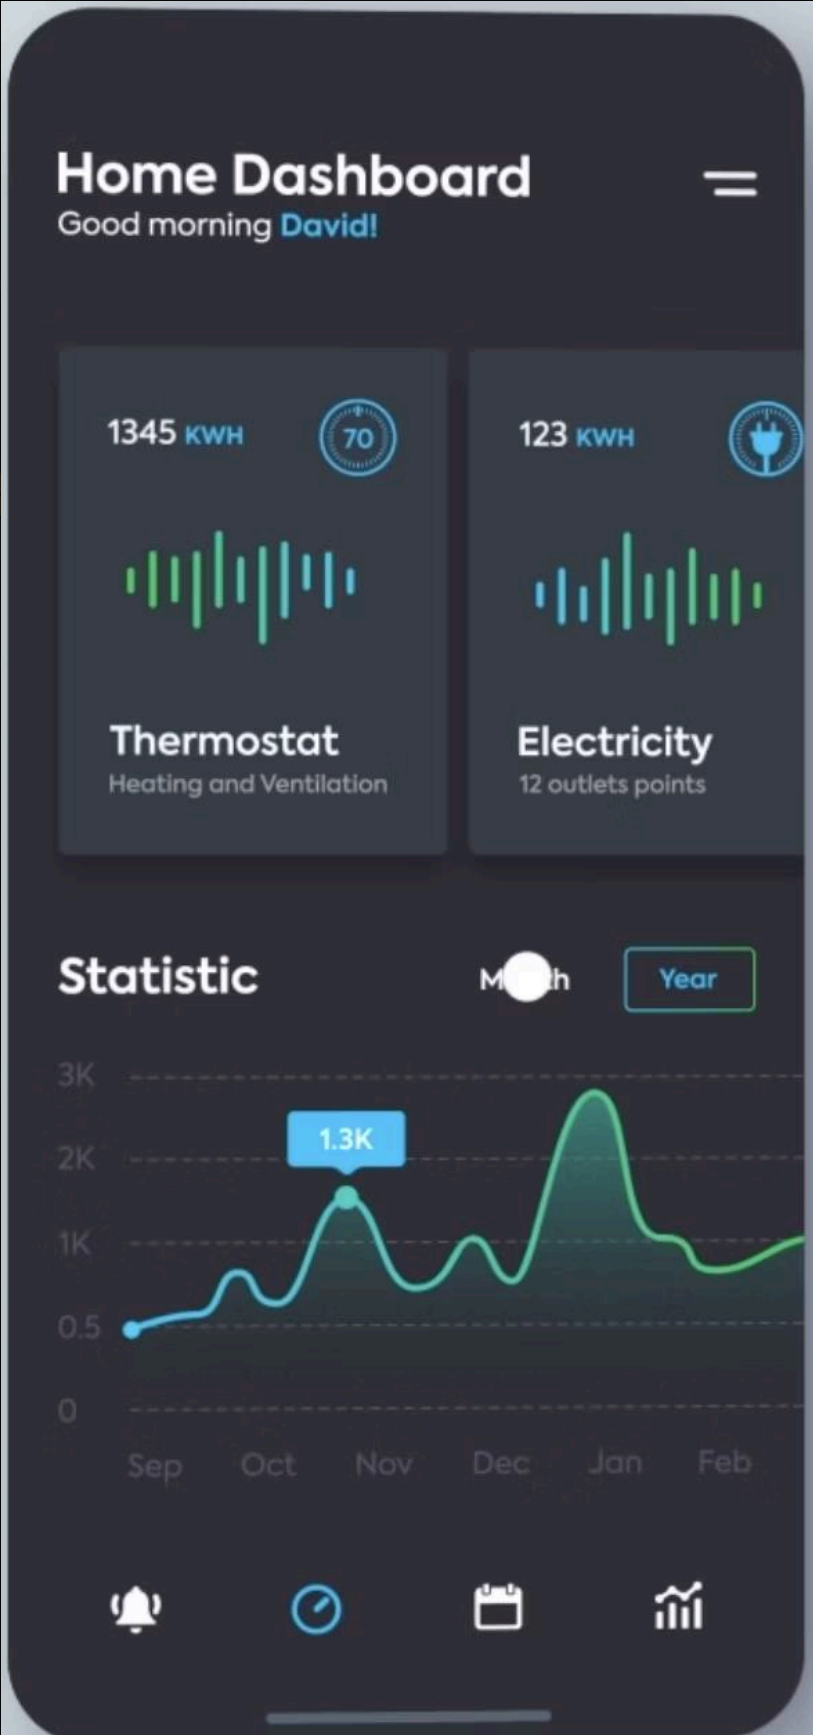 Home Dashboard
Good morning David!
1345 KWH
70
123 KWH
Thermostat
Heating and Ventilation
Electricity
12 outlets points
Statistic
Year
3K
1.3K
2K
1K
0.5
0
Sep Oct Nov Dec Jan Feb